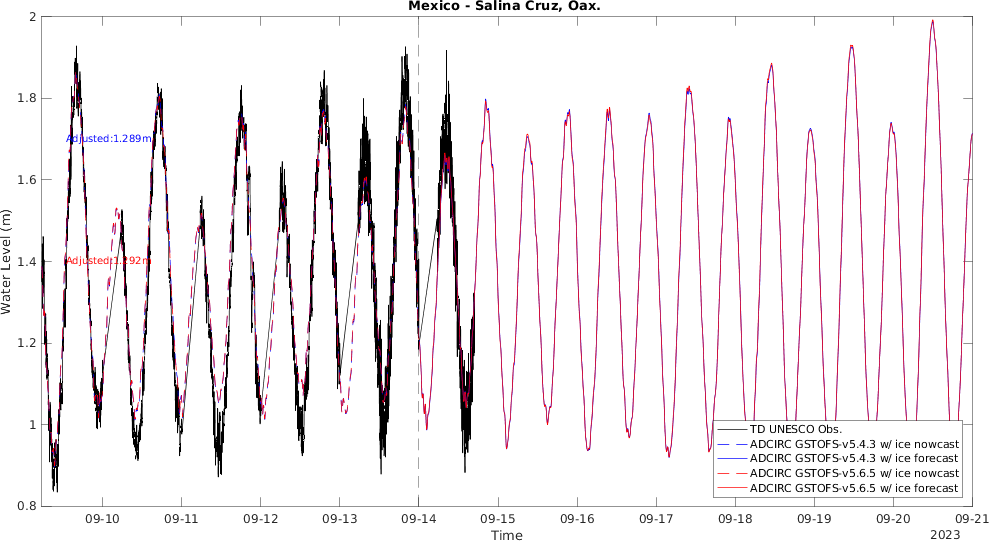 Mexico - Salina Cruz, Oax.
Water Level (m)
2
1.8
1.6
1.4
1.2
1
0.8
Adjusted:1.289m
Adjusted:1.292m
TD UNESCO Obs.
ADCIRC GSTOFS-v5.4.3 w/ ice nowcast
ADCIRC GSTOFS-v5.4.3 w/ ice forecast
ADCIRC GSTOFS-v5.6.5 w/ ice nowcast
ADCIRC GSTOFS-v5.6.5 w/ ice forecast
09-10 09-11 09-12 09-13 09-14 09-15 09-16 09-17 09-18 09-19 09-20 09-21
Time
2023